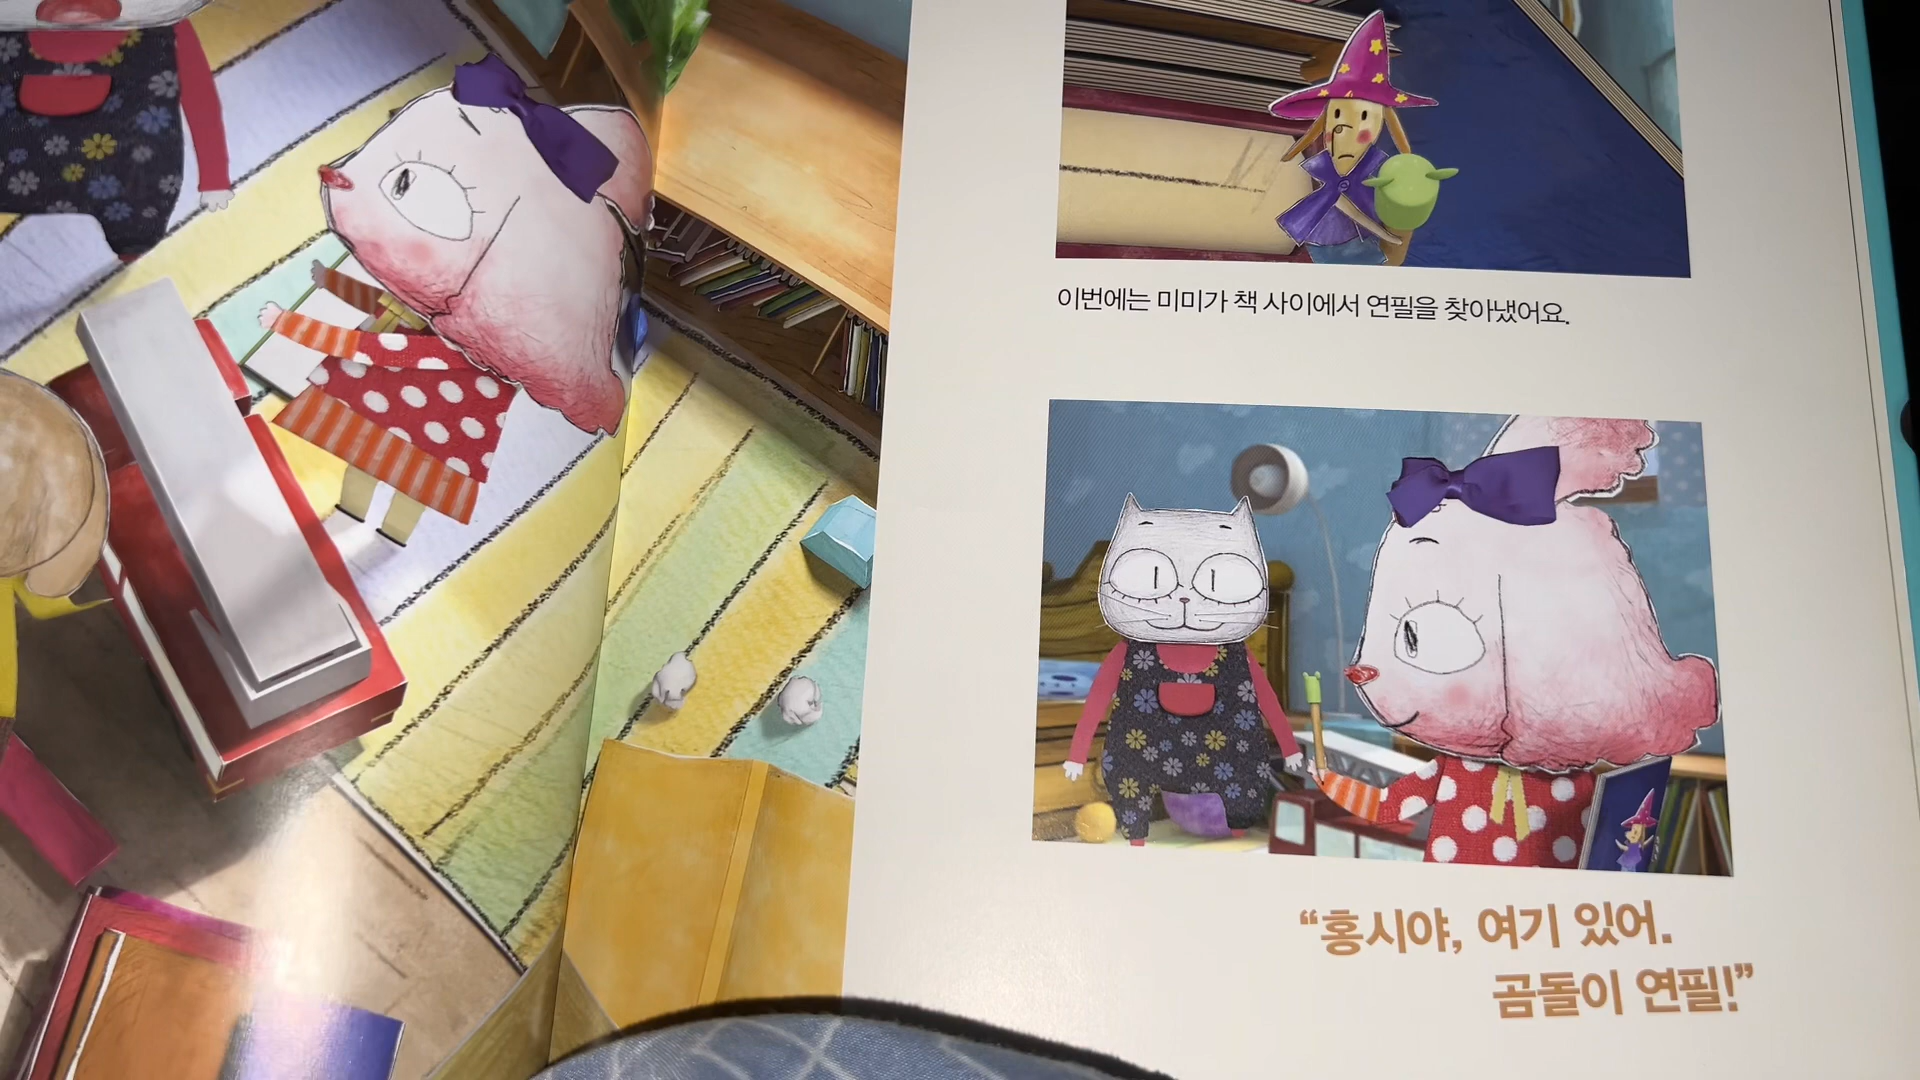 이번에는 미미가 책 사이에서 연필을 찾아냈어요.
“홍시야, 여기 있어.
곰돌이 연필!”